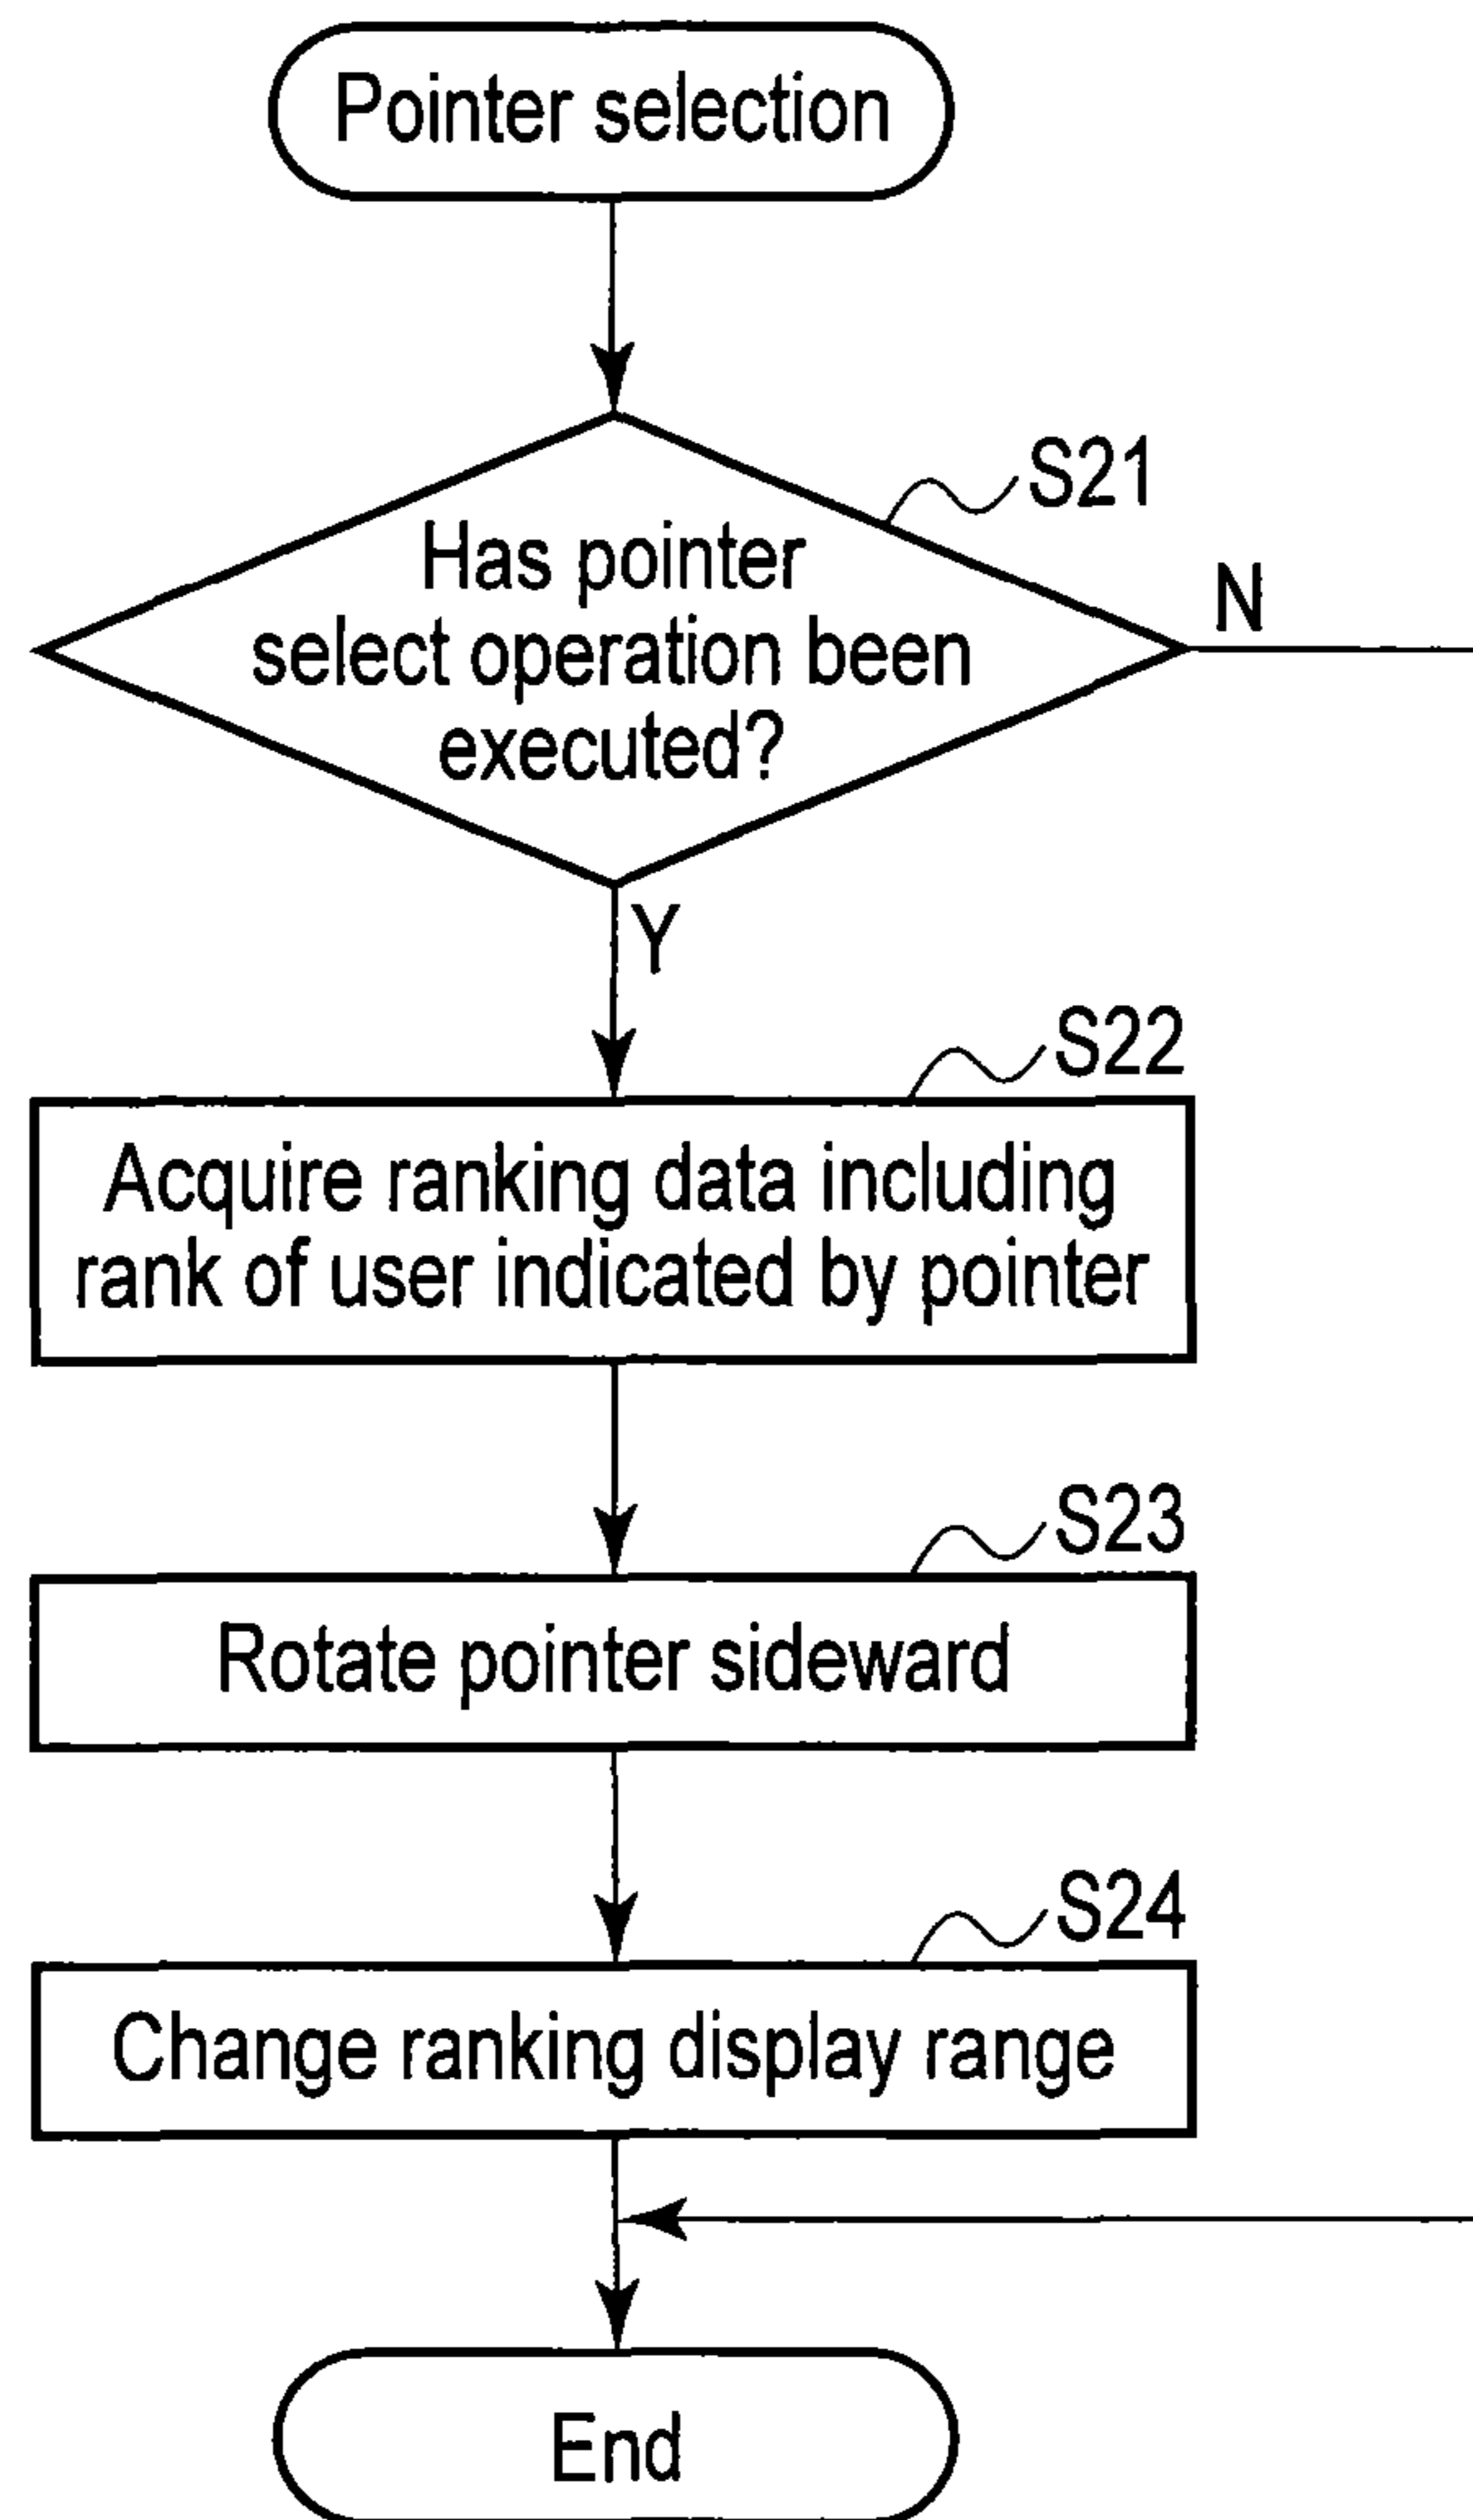 Pointer selection
S21
Has pointer
select operation been
executed?
N
Y
S22
Acquire ranking data including
rank of user indicated by pointer
S23
Rotate pointer sideward
S24
Change ranking display range
End